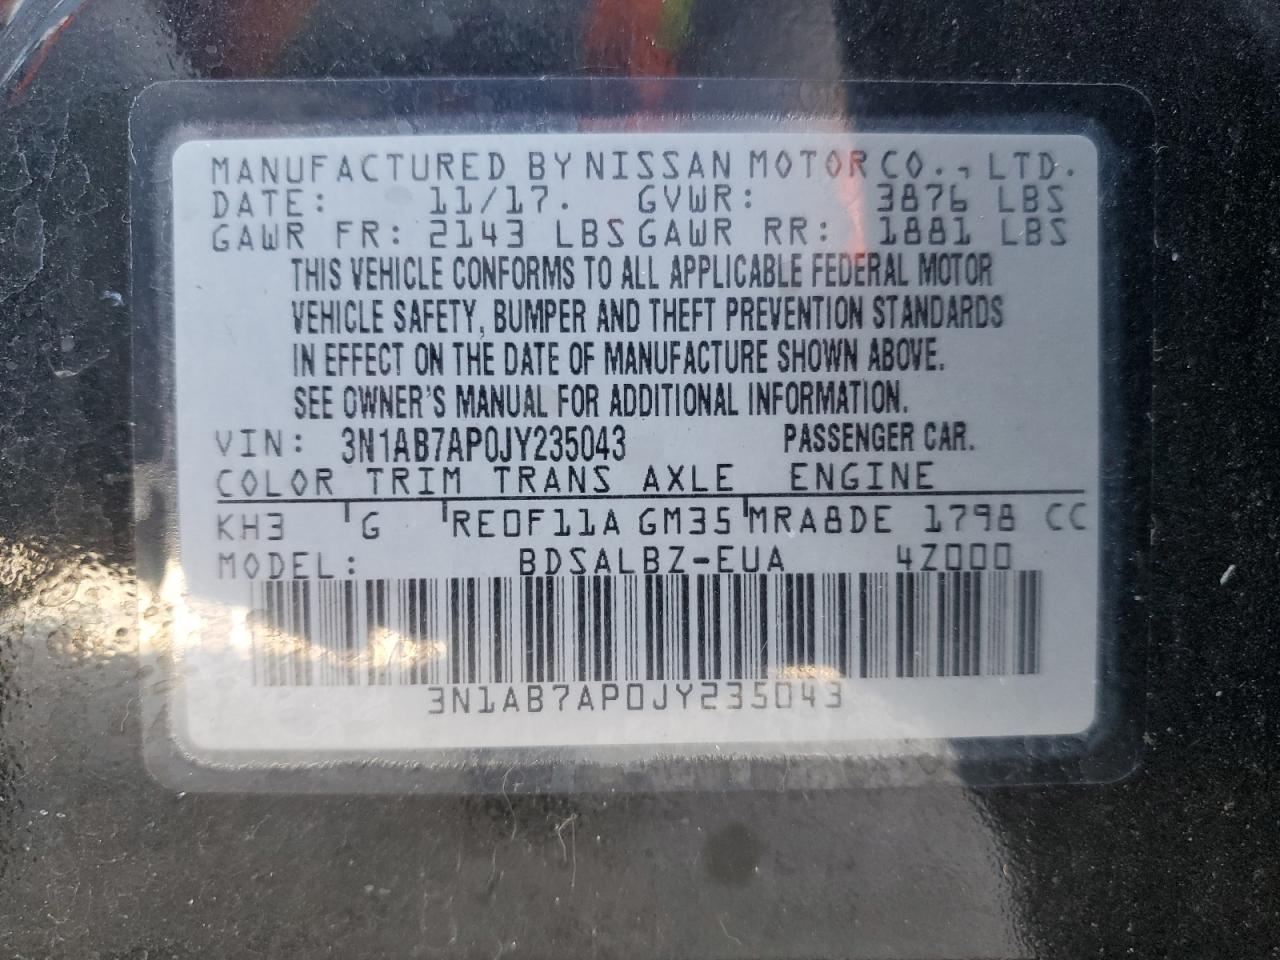 MANUFACTURED BY NISSAN MOTOR CO., LTD.
DATE: 11/17. GVWR: 3876 LBS
GAWR FR: 2143 LBS GAWR RR: 1881 LBS
THIS VEHICLE CONFORMS TO ALL APPLICABLE FEDERAL MOTOR
VEHICLE SAFETY, BUMPER AND THEFT PREVENTION STANDARDS
IN EFFECT ON THE DATE OF MANUFACTURE SHOWN ABOVE.
SEE OWNER'S MANUAL FOR ADDITIONAL INFORMATION.
VIN: 3N1AB7AP0JY235043 PASSENGER CAR.
COLOR TRIM TRANS AXLE ENGINE
KH3 G RE0F11A GM35 MRA8DE 1798 CC
MODEL: BDSALBZ-EUA 4Z000
3N1AB7AP0JY235043